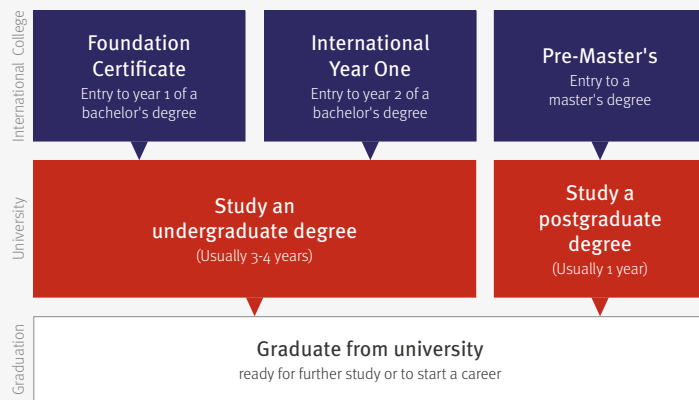 International College
Foundation
Certificate
Entry to year 1 of a
bachelor's degree
International
Year One
Entry to year 2 of a
bachelor's degree
Pre-Master's
Entry to a
master's degree
University
Study an
undergraduate degree
(Usually 3-4 years)
Study a
postgraduate
degree
(Usually 1 year)
Graduation
Graduate from university
ready for further study or to start a career